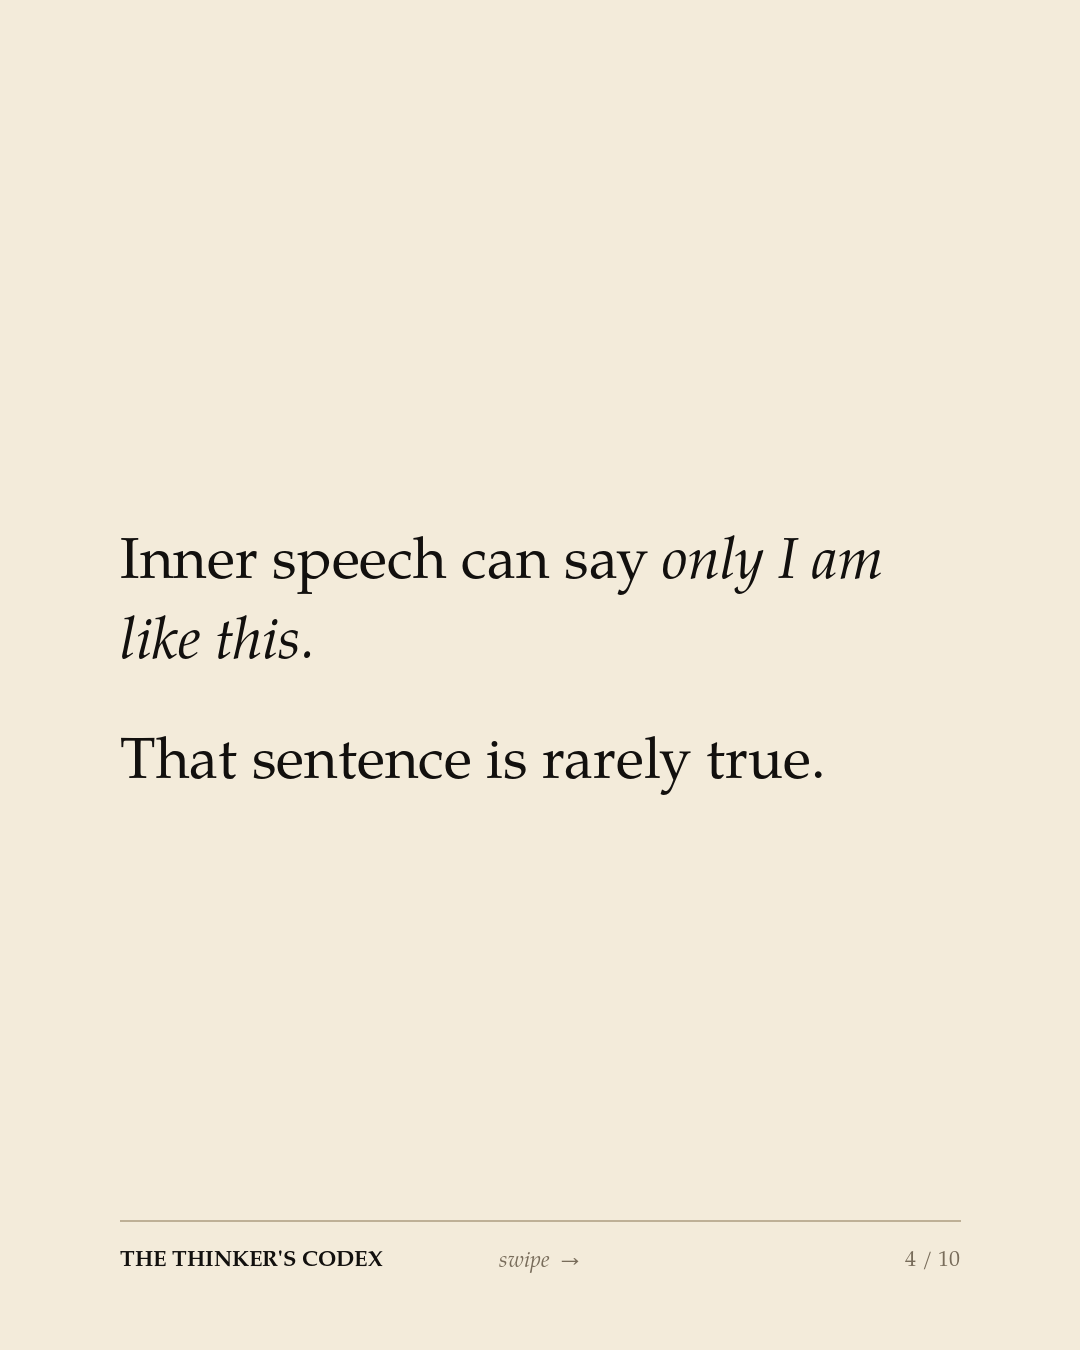 Inner speech can say only I am
like this.
That sentence is rarely true.
THE THINKER'S CODEX swipe → 4 / 10